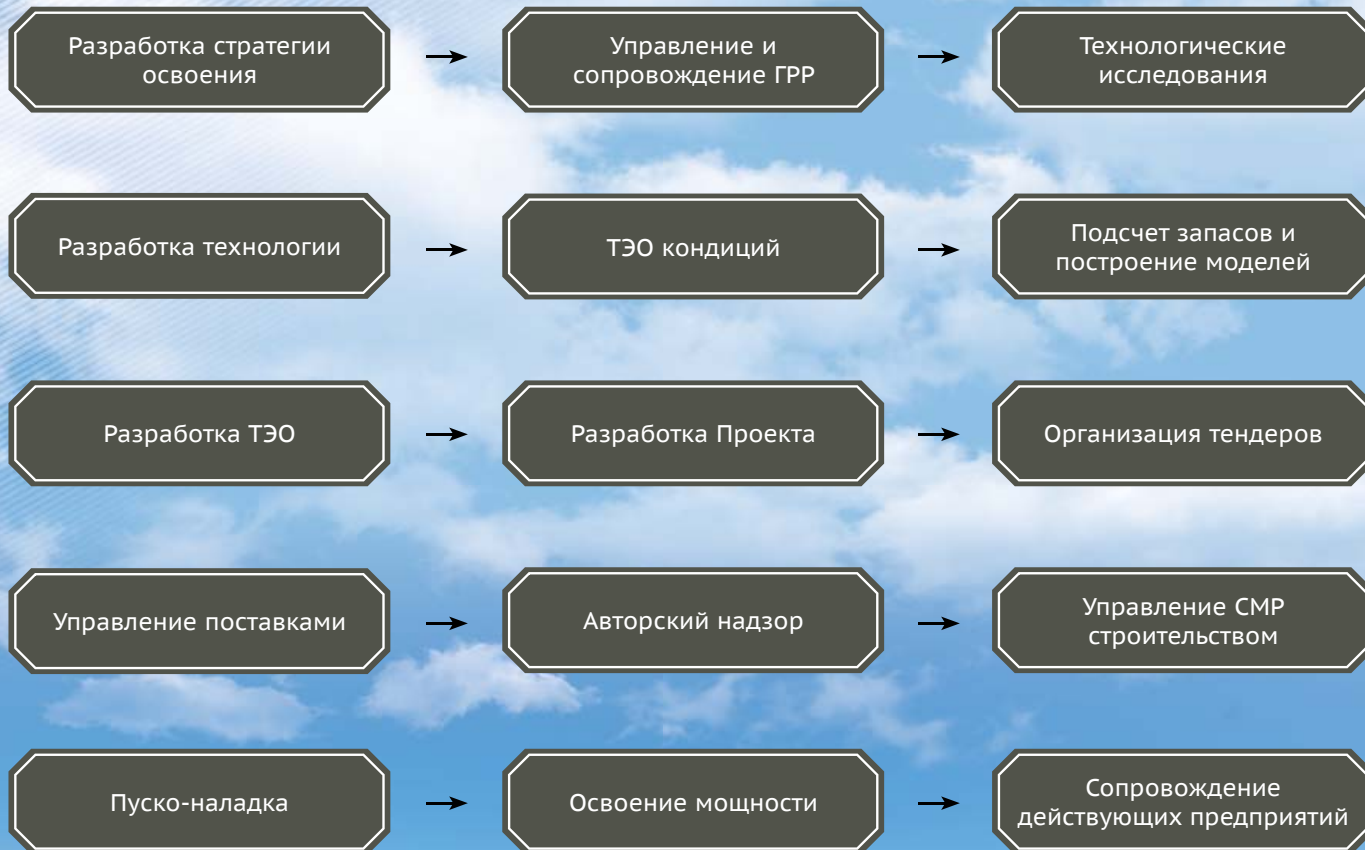 Разработка стратегии
освоения
Управление и
сопровождение ГРР
Технологические
исследования
Разработка технологии
ТЭО кондиций
Подсчет запасов и
построение моделей
Разработка ТЭО
Разработка Проекта
Организация тендеров
Управление поставками
Авторский надзор
Управление СМР
строительством
Пуско-наладка
Освоение мощности
Сопровождение
действующих предприятий